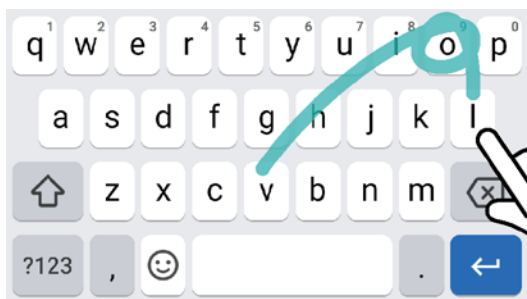 q1 w2 e3 r4 t5 y6 u7 i8 o9 p0
a s d f g h j k l
z x c v b n m
?123 , .